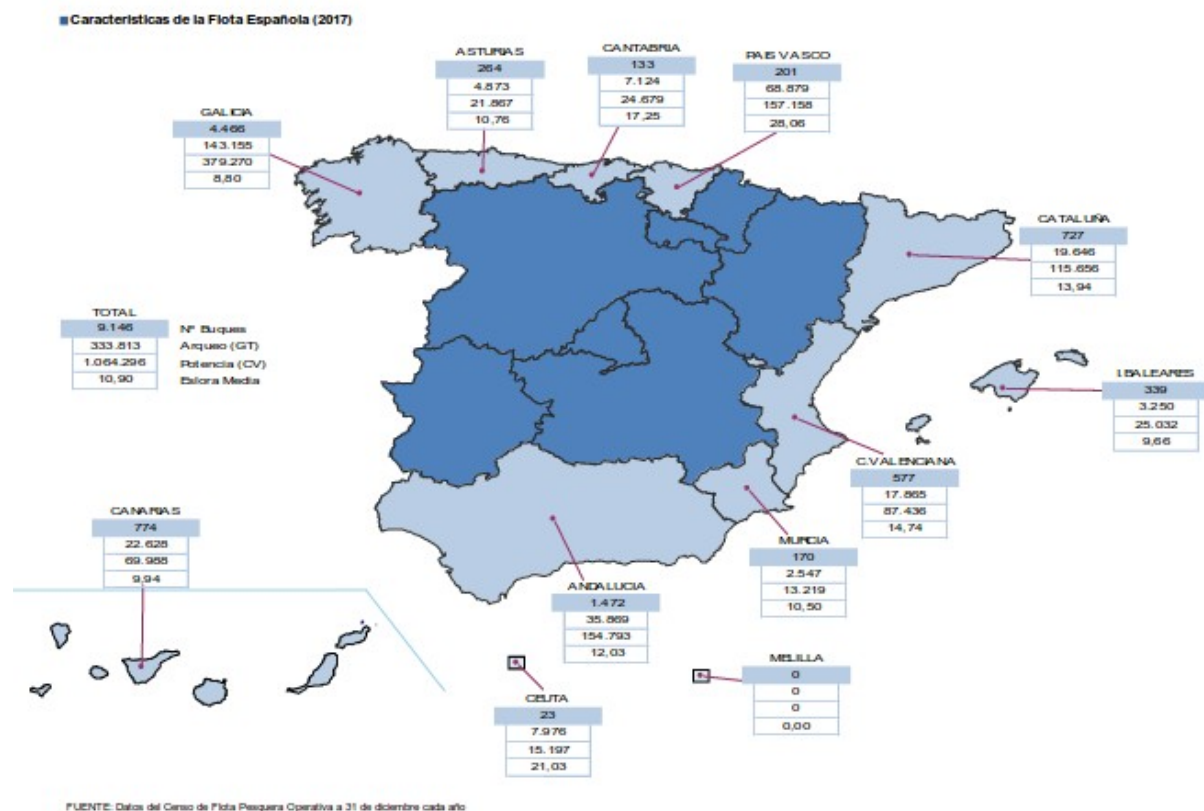 Características de la Flota Española (2017)
ASTURIAS
264
4.873
21.867
10,76
CANTABRIA
133
7.124
24.679
17,25
PAIS VASCO
201
68.879
157.158
28,06
GALICIA
4.466
143.155
379.270
8,80
CATALUÑA
727
19.646
115.656
13,94
TOTAL
9.146 Nº Buques
333.813 Arqueo (GT)
1.064.296 Potencia (CV)
10,90 Eslora Media
I.BALEARES
339
3.250
25.032
9,66
C.VALENCIANA
577
17.865
87.436
14,74
CANARIAS
774
22.628
69.988
9,94
MURCIA
170
2.547
13.219
10,50
ANDALUCIA
1.472
35.869
154.793
12,03
MELILLA
0
0
0
0,00
CEUTA
23
7.976
15.197
21,03
FUENTE: Datos del Censo de Flota Pesquera Operativa a 31 de diciembre cada año